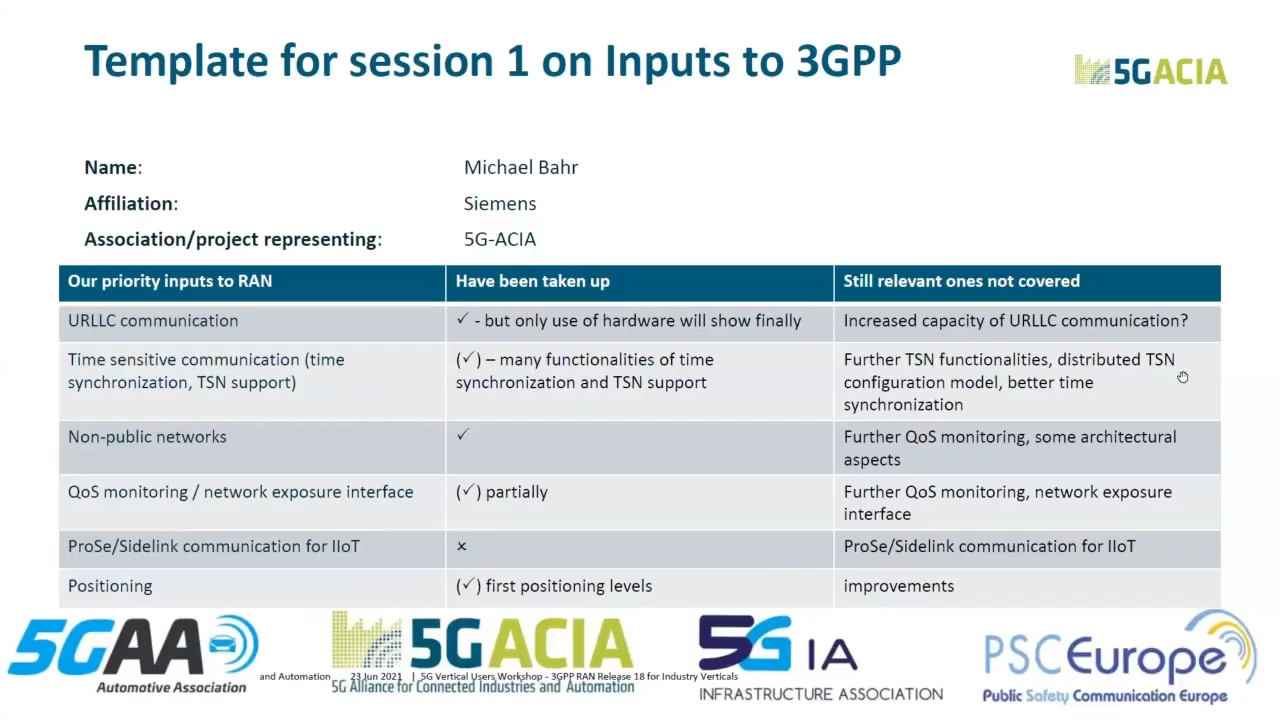 Template for session 1 on Inputs to 3GPP
5GACIA
Name: Michael Bahr
Affiliation: Siemens
Association/project representing: 5G-ACIA
Our priority inputs to RAN
Have been taken up
Still relevant ones not covered
URLLC communication
✓ - but only use of hardware will show finally
Increased capacity of URLLC communication?
Time sensitive communication (time
synchronization, TSN support)
(✓) – many functionalities of time
synchronization and TSN support
Further TSN functionalities, distributed TSN
configuration model, better time
synchronization
Non-public networks
✓
Further QoS monitoring, some architectural
aspects
QoS monitoring / network exposure interface
(✓) partially
Further QoS monitoring, network exposure
interface
ProSe/Sidelink communication for IIoT
×
ProSe/Sidelink communication for IIoT
Positioning
(✓) first positioning levels
improvements
5GAA
Automotive Association
5GACIA
and Automation 23 Jun 2021 | 5G Vertical Users Workshop - 3GPP RAN Release 18 for Industry Verticals
5G Alliance for Connected Industries and Automation
5G IA
INFRASTRUCTURE ASSOCIATION
PSCEurope
Public Safety Communication Europe